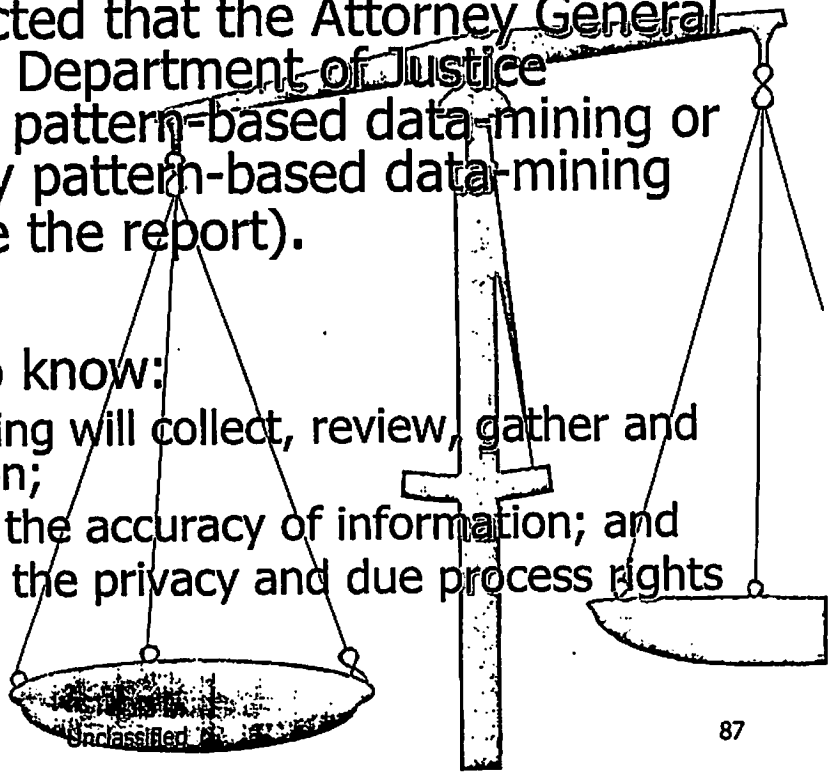 cted that the Attorney General
Department of Justice
pattern-based data-mining or
y pattern-based data-mining
e the report).
o know:
ing will collect, review, gather and
n;
the accuracy of information; and
the privacy and due process rights
Unclassified
87